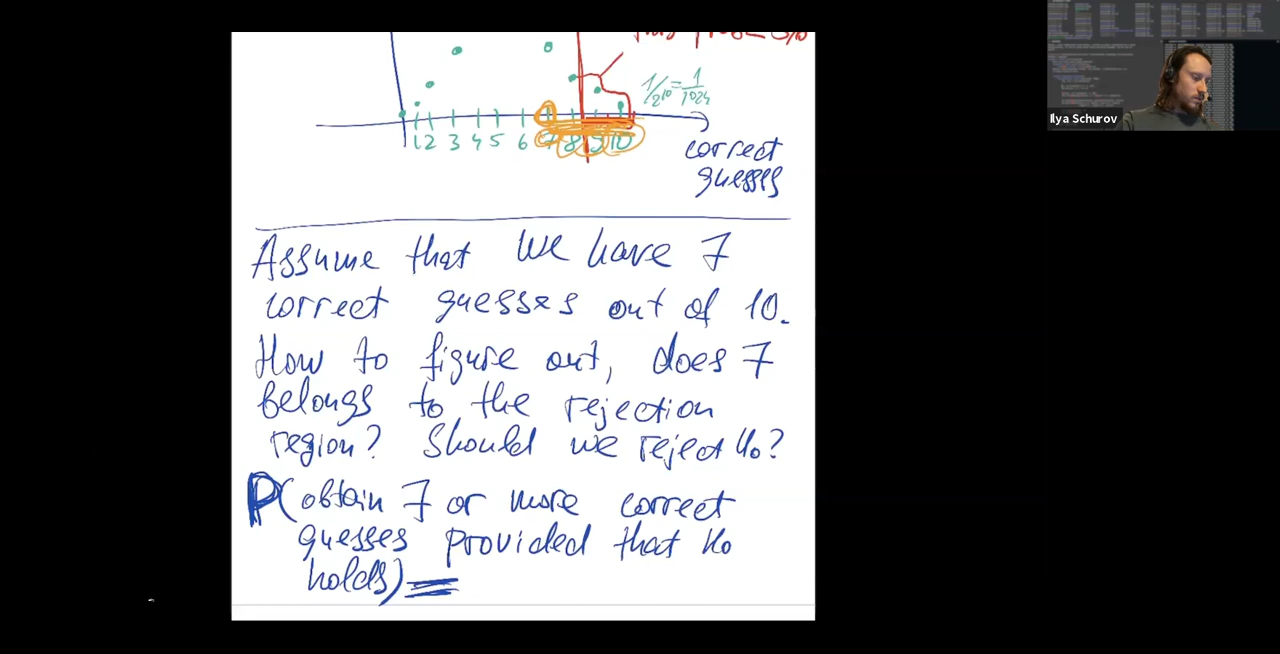 1/2^10 = 1/1024
1 2 3 4 5 6 7 8 9 10
correct
guesses
Assume that we have 7
correct guesses out of 10.
How to figure out, does 7
belongs to the rejection
region? Should we reject H₀?
P(obtain 7 or more correct
guesses provided that H₀
holds) =
Ilya Schurov